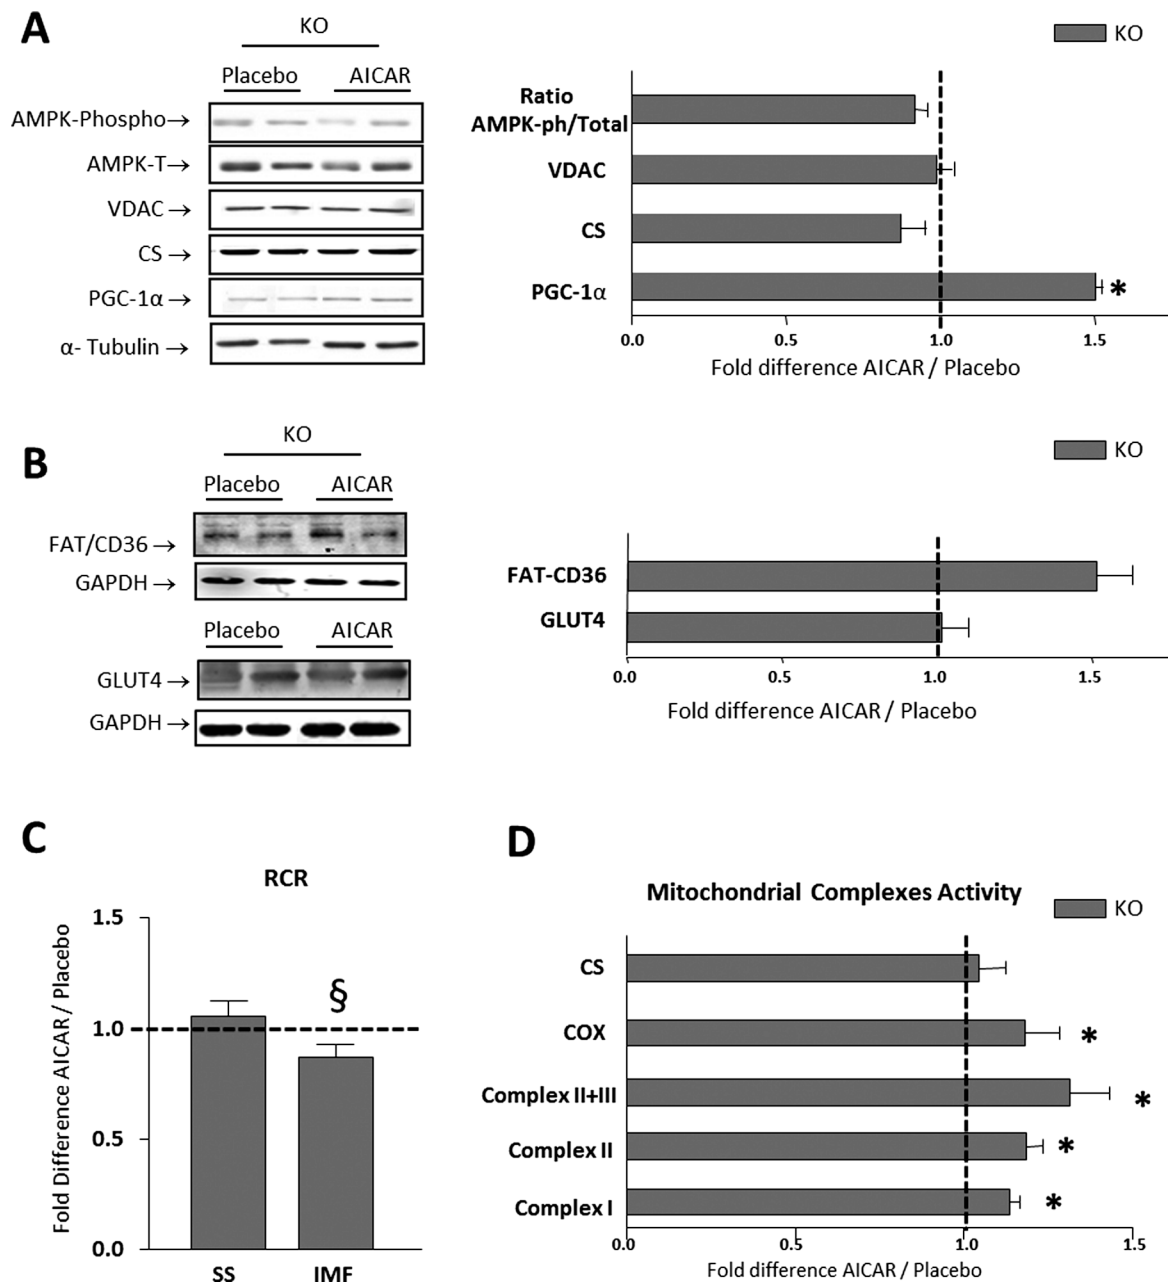 A
KO
Placebo AICAR
AMPK-Phospho→
AMPK-T→
VDAC →
CS →
PGC-1α →
α- Tubulin →
KO
Ratio
AMPK-ph/Total
VDAC
CS
PGC-1α
*
0.0 0.5 1.0 1.5
Fold difference AICAR / Placebo
B
KO
Placebo AICAR
FAT/CD36 →
GAPDH →
Placebo AICAR
GLUT4 →
GAPDH →
KO
FAT-CD36
GLUT4
0.0 0.5 1.0 1.5
Fold difference AICAR / Placebo
C
RCR
Fold Difference AICAR / Placebo
1.5
1.0
0.5
0.0
§
SS IMF
D
Mitochondrial Complexes Activity
KO
CS
COX *
Complex II+III *
Complex II *
Complex I *
0.0 0.5 1.0 1.5
Fold difference AICAR / Placebo